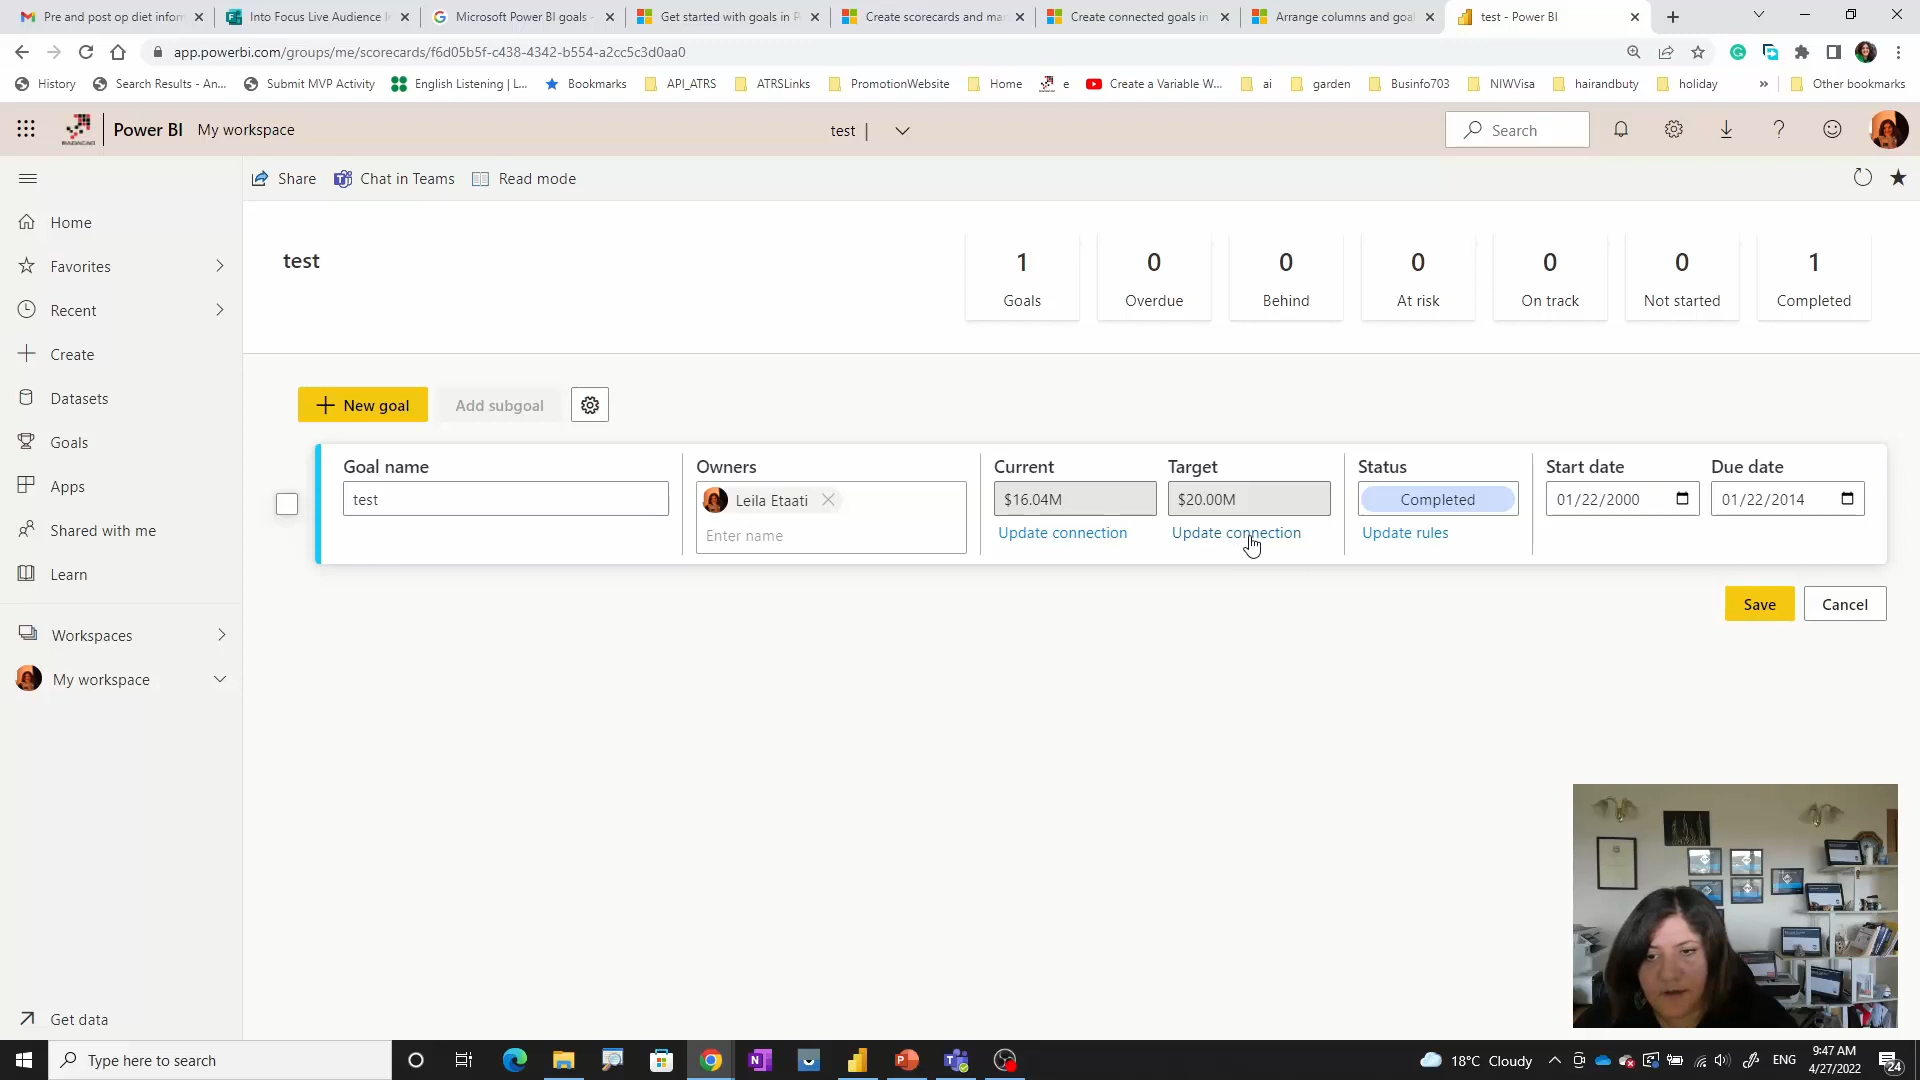 Pre and post op diet inform
Into Focus Live Audience I
Microsoft Power BI goals -
Get started with goals in P
Create scorecards and ma
Create connected goals in
Arrange columns and goal
test - Power BI
app.powerbi.com/groups/me/scorecards/f6d05b5f-c438-4342-b554-a2cc5c3d0aa0
History
Search Results - An...
Submit MVP Activity
English Listening | L...
Bookmarks
API_ATRS
ATRSLinks
PromotionWebsite
Home
e
Create a Variable W...
ai
garden
Businfo703
NIWVisa
hairandbuty
holiday
»
Other bookmarks
RADACAD
Power BI
My workspace
test |
Search
Share
Chat in Teams
Read mode
Home
Favorites
Recent
Create
Datasets
Goals
Apps
Shared with me
Learn
Workspaces
My workspace
Get data
test
1
Goals
0
Overdue
0
Behind
0
At risk
0
On track
0
Not started
1
Completed
New goal
Add subgoal
Goal name
Owners
Current
Target
Status
Start date
Due date
test
Leila Etaati
$16.04M
$20.00M
Completed
01/22/2000
01/22/2014
Enter name
Update connection
Update connection
Update rules
Save
Cancel
Type here to search
18°C Cloudy
ENG
9:47 AM
4/27/2022
24